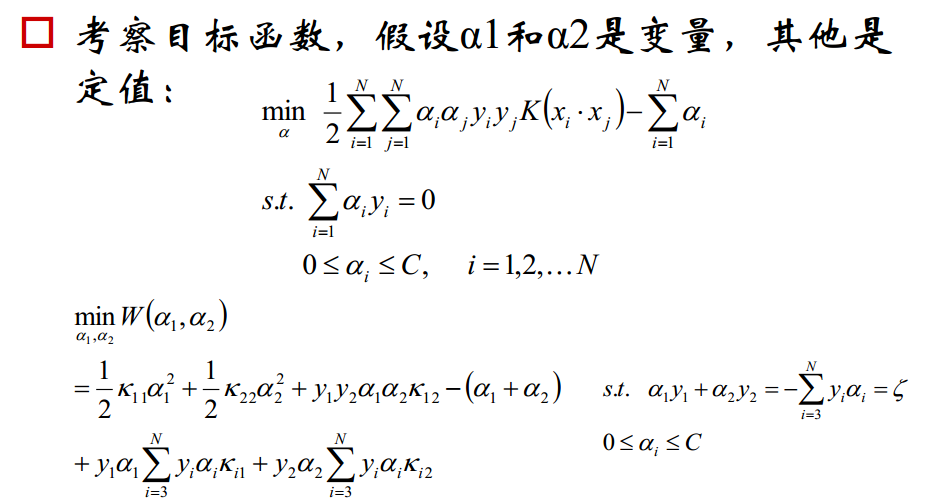 考察目标函数，假设α1和α2是变量，其他是
定值：
$\min_{\alpha} \ \frac{1}{2}\sum_{i=1}^{N}\sum_{j=1}^{N}\alpha_i\alpha_j y_i y_j K(x_i \cdot x_j) - \sum_{i=1}^{N}\alpha_i$
$s.t. \ \sum_{i=1}^{N}\alpha_i y_i = 0$
$0 \le \alpha_i \le C, \quad i = 1,2,\ldots N$
$\min_{\alpha_1,\alpha_2} W(\alpha_1,\alpha_2)$
$= \frac{1}{2}\kappa_{11}\alpha_1^2 + \frac{1}{2}\kappa_{22}\alpha_2^2 + y_1 y_2 \alpha_1 \alpha_2 \kappa_{12} - (\alpha_1 + \alpha_2)$
$+ y_1\alpha_1\sum_{i=3}^{N} y_i\alpha_i\kappa_{i1} + y_2\alpha_2\sum_{i=3}^{N} y_i\alpha_i\kappa_{i2}$
$s.t. \ \alpha_1 y_1 + \alpha_2 y_2 = -\sum_{i=3}^{N} y_i\alpha_i = \zeta$
$0 \le \alpha_i \le C$